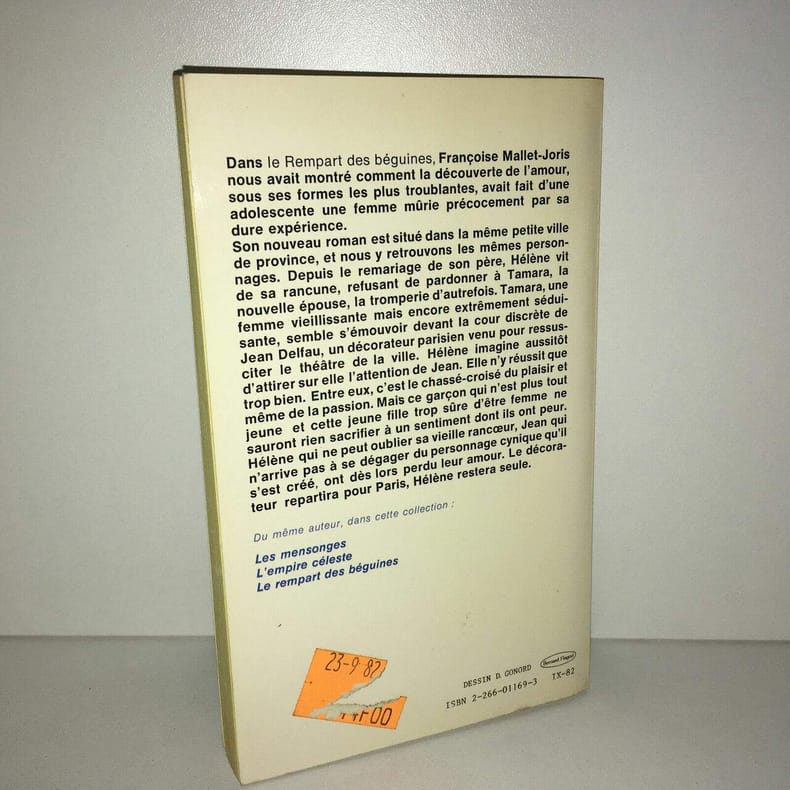 Dans le Rempart des béguines, Françoise Mallet-Joris
nous avait montré comment la découverte de l'amour,
sous ses formes les plus troublantes, avait fait d'une
adolescente une femme mûrie précocement par sa
dure expérience.
Son nouveau roman est situé dans la même petite ville
de province, et nous y retrouvons les mêmes person-
nages. Depuis le remariage de son père, Hélène vit
de sa rancune, refusant de pardonner à Tamara, la
nouvelle épouse, la tromperie d'autrefois. Tamara, une
femme vieillissante mais encore extrêmement sédui-
sante, semble s'émouvoir devant la cour discrète de
Jean Delfau, un décorateur parisien venu pour ressus-
citer le théâtre de la ville. Hélène imagine aussitôt
d'attirer sur elle l'attention de Jean. Elle n'y réussit que
trop bien. Entre eux, c'est le chassé-croisé du plaisir et
même de la passion. Mais ce garçon qui n'est plus tout
jeune et cette jeune fille trop sûre d'être femme ne
sauront rien sacrifier à un sentiment dont ils ont peur.
Hélène qui ne peut oublier sa vieille rancœur, Jean qui
n'arrive pas à se dégager du personnage cynique qu'il
s'est créé, ont dès lors perdu leur amour. Le décora-
teur repartira pour Paris, Hélène restera seule.
Du même auteur, dans cette collection :
Les mensonges
L'empire céleste
Le rempart des béguines
23-9-82
14F00
DESSIN D. GONORD
ISBN 2-266-01169-3
IX-82